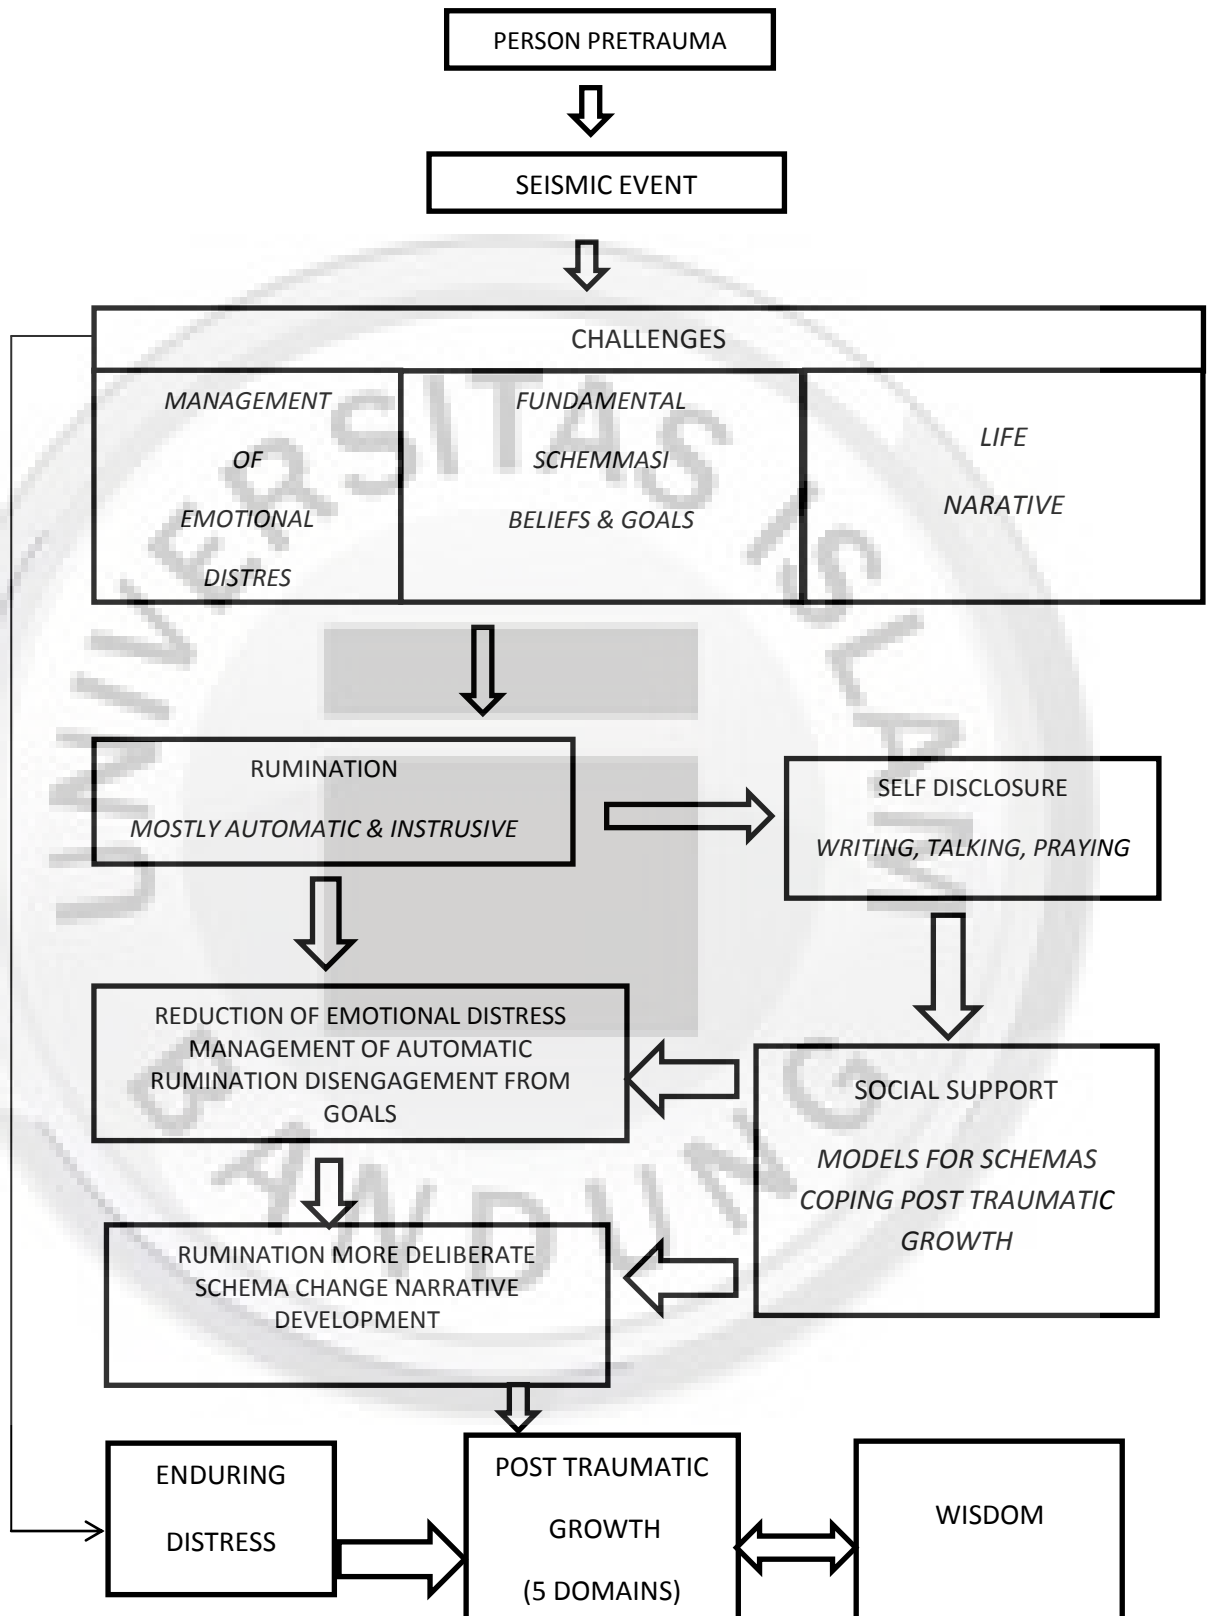 PERSON PRETRAUMA
SEISMIC EVENT
CHALLENGES
MANAGEMENT
OF
EMOTIONAL
DISTRES
FUNDAMENTAL
SCHEMMASI
BELIEFS & GOALS
LIFE
NARATIVE
RUMINATION
MOSTLY AUTOMATIC & INSTRUSIVE
SELF DISCLOSURE
WRITING, TALKING, PRAYING
REDUCTION OF EMOTIONAL DISTRESS
MANAGEMENT OF AUTOMATIC
RUMINATION DISENGAGEMENT FROM
GOALS
SOCIAL SUPPORT
MODELS FOR SCHEMAS
COPING POST TRAUMATIC
GROWTH
RUMINATION MORE DELIBERATE
SCHEMA CHANGE NARRATIVE
DEVELOPMENT
ENDURING
DISTRESS
POST TRAUMATIC
GROWTH
(5 DOMAINS)
WISDOM
UNIVERSITAS ISLAM
BANDUNG